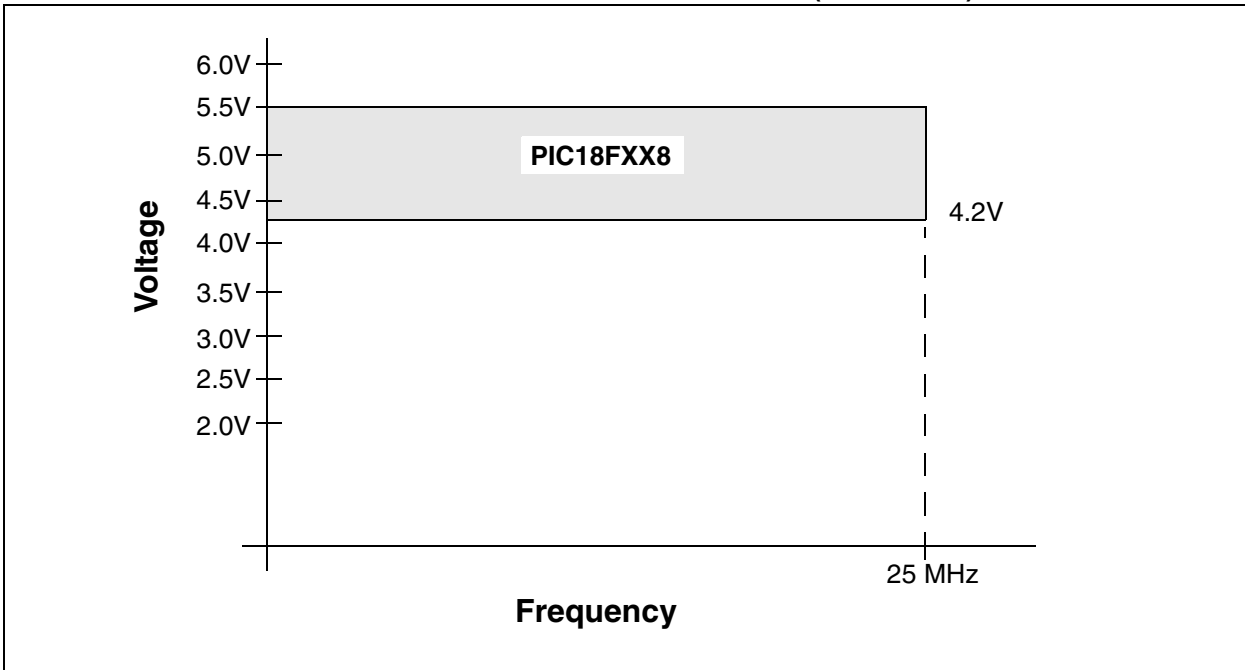 6.0V
5.5V
5.0V
4.5V
4.0V
3.5V
3.0V
2.5V
2.0V
Voltage
PIC18FXX8
4.2V
25 MHz
Frequency